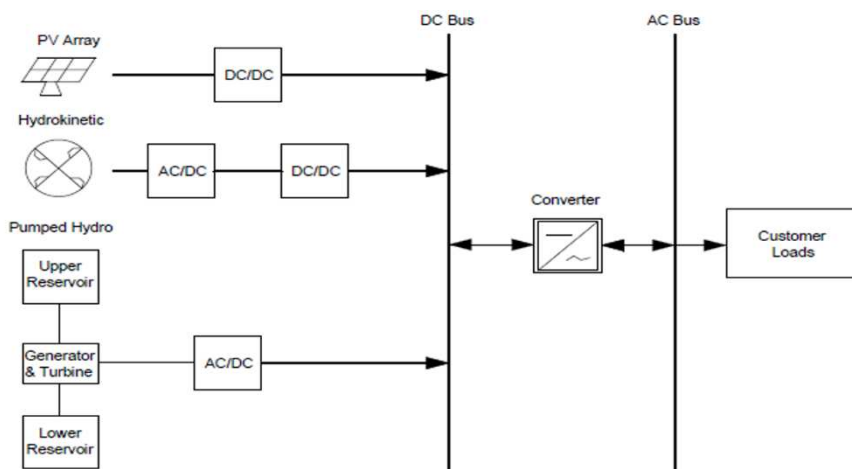 DC Bus
AC Bus
PV Array
DC/DC
Hydrokinetic
AC/DC
DC/DC
Converter
Pumped Hydro
Customer
Loads
Upper
Reservoir
Generator
& Turbine
AC/DC
Lower
Reservoir